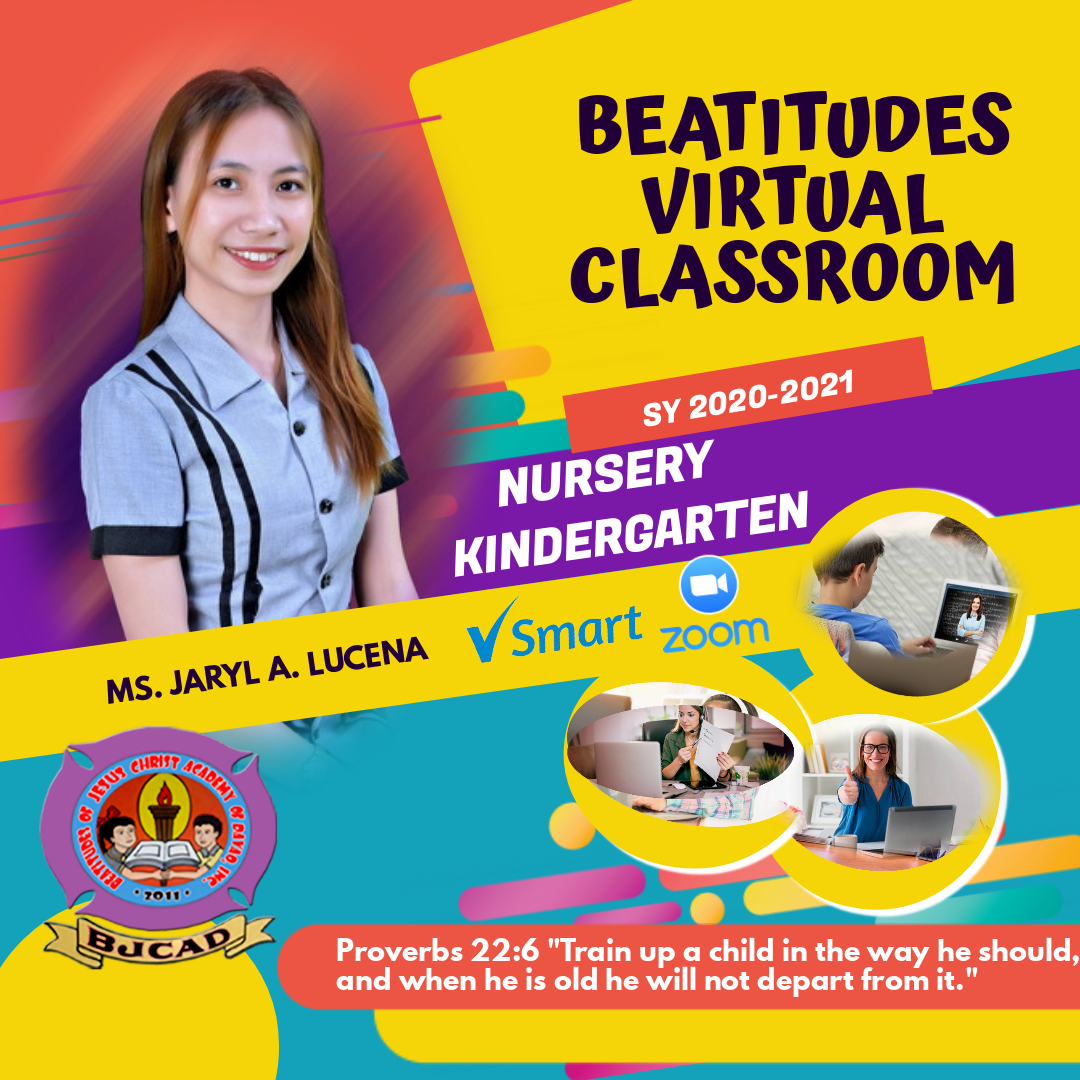 BEATITUDES
VIRTUAL
CLASSROOM
SY 2020-2021
NURSERY
KINDERGARTEN
Smart
zoom
MS. JARYL A. LUCENA
BEATITUDES OF JESUS CHRIST ACADEMY OF DAVAO, INC.
• 2011 •
BJCAD
Proverbs 22:6 "Train up a child in the way he should,
and when he is old he will not depart from it."